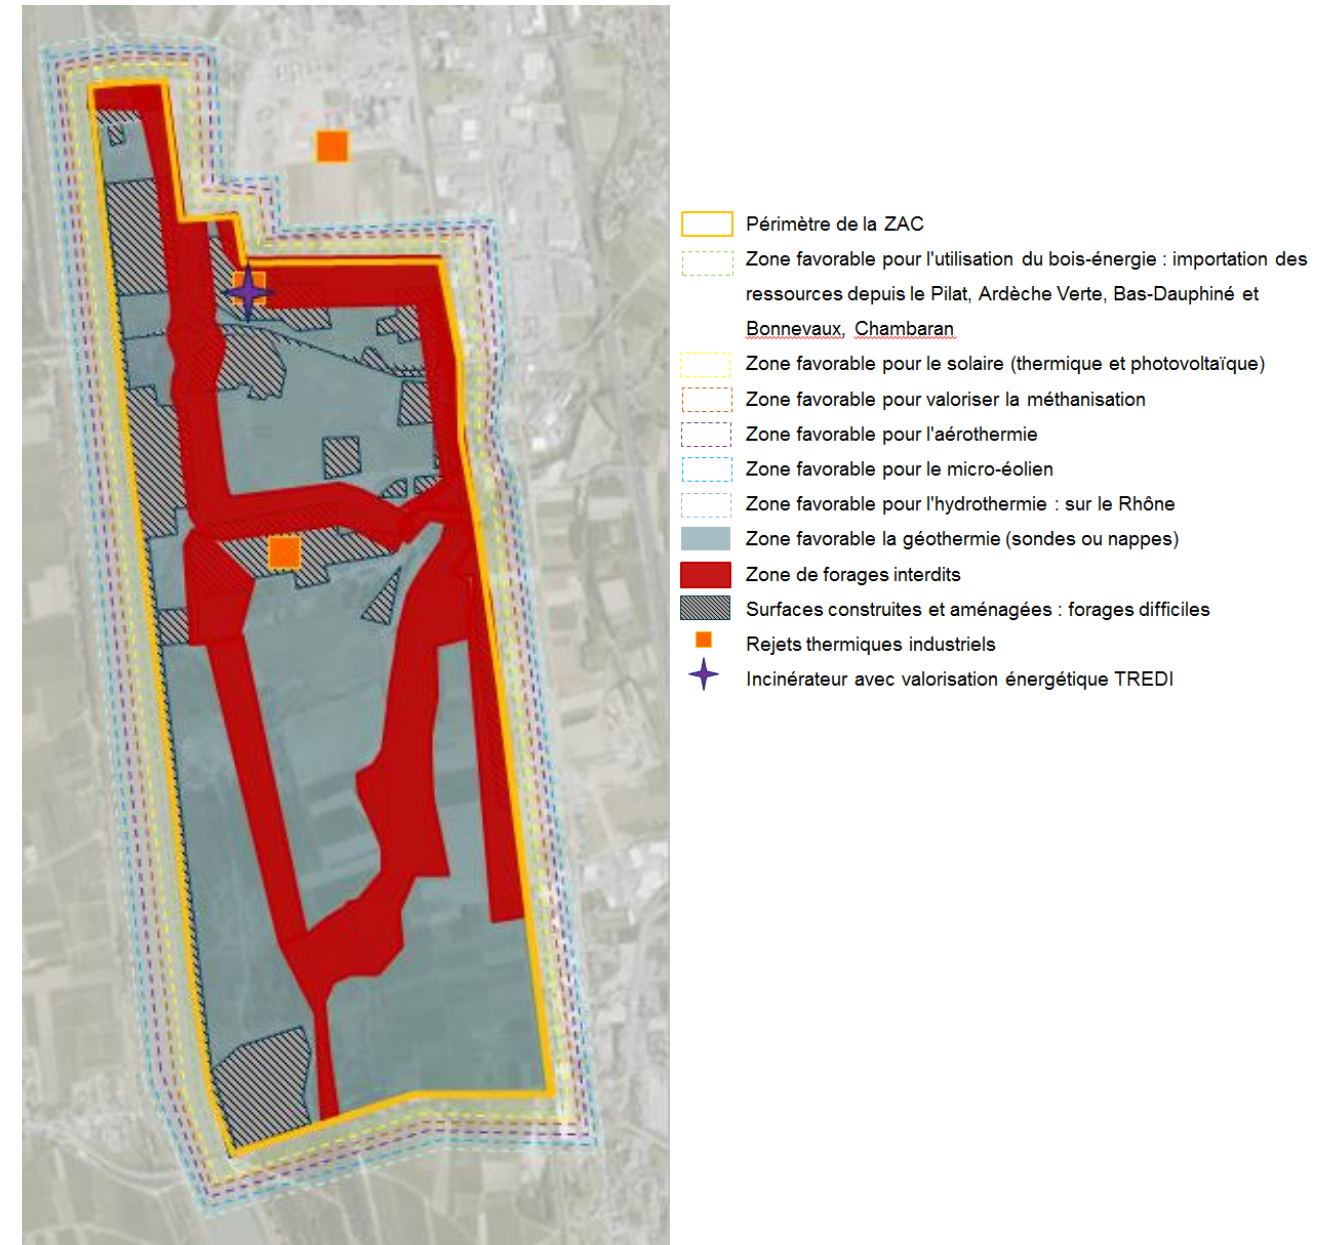 Périmètre de la ZAC
Zone favorable pour l'utilisation du bois-énergie : importation des
ressources depuis le Pilat, Ardèche Verte, Bas-Dauphiné et
Bonnevaux, Chambaran
Zone favorable pour le solaire (thermique et photovoltaïque)
Zone favorable pour valoriser la méthanisation
Zone favorable pour l'aérothermie
Zone favorable pour le micro-éolien
Zone favorable pour l'hydrothermie : sur le Rhône
Zone favorable la géothermie (sondes ou nappes)
Zone de forages interdits
Surfaces construites et aménagées : forages difficiles
Rejets thermiques industriels
Incinérateur avec valorisation énergétique TREDI